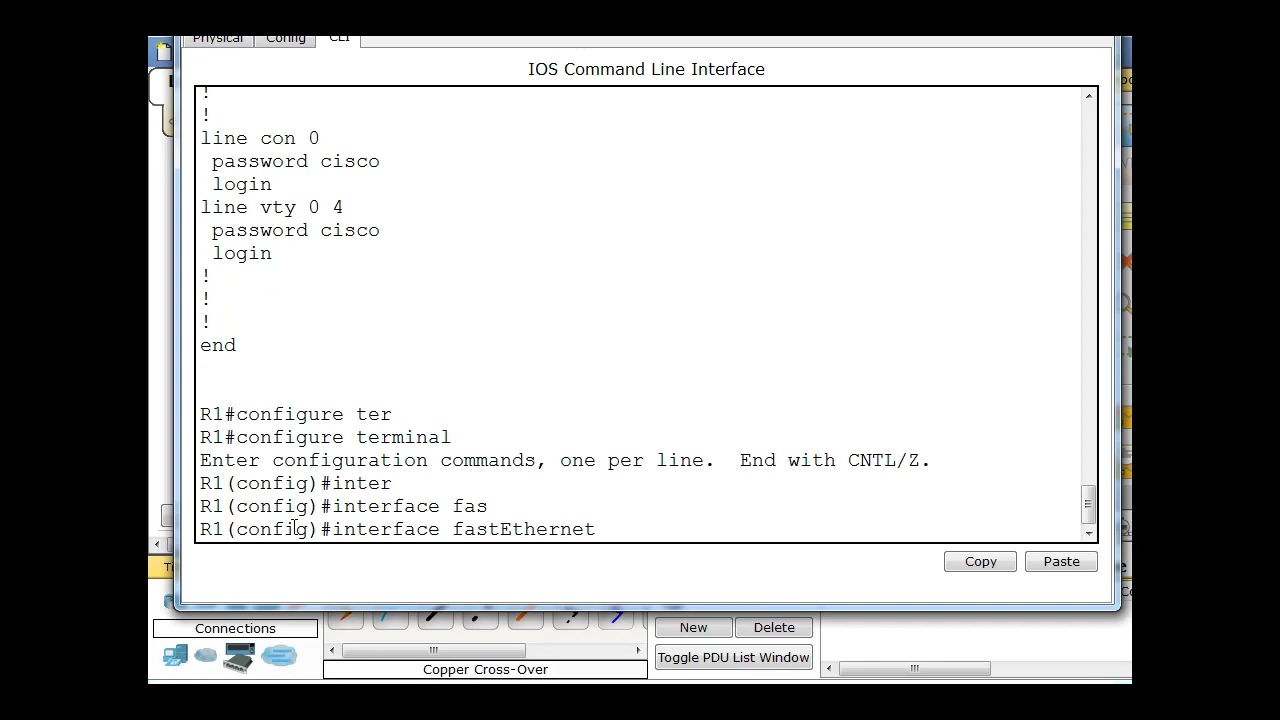 Physical Config CLI
IOS Command Line Interface
!
!
line con 0
password cisco
login
line vty 0 4
password cisco
login
!
!
!
end
R1#configure ter
R1#configure terminal
Enter configuration commands, one per line. End with CNTL/Z.
R1(config)#inter
R1(config)#interface fas
R1(config)#interface fastEthernet
Copy Paste
Connections
New Delete
Toggle PDU List Window
Copper Cross-Over